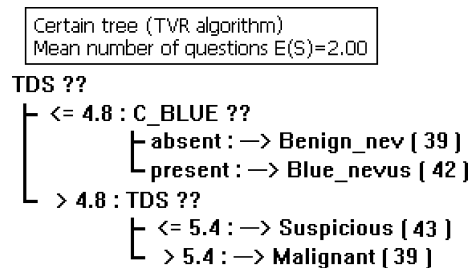 Certain tree (TVR algorithm)
Mean number of questions E(S)=2.00
TDS ??
<= 4.8 : C_BLUE ??
absent : —> Benign_nev ( 39 )
present : —> Blue_nevus ( 42 )
> 4.8 : TDS ??
<= 5.4 : —> Suspicious ( 43 )
> 5.4 : —> Malignant ( 39 )